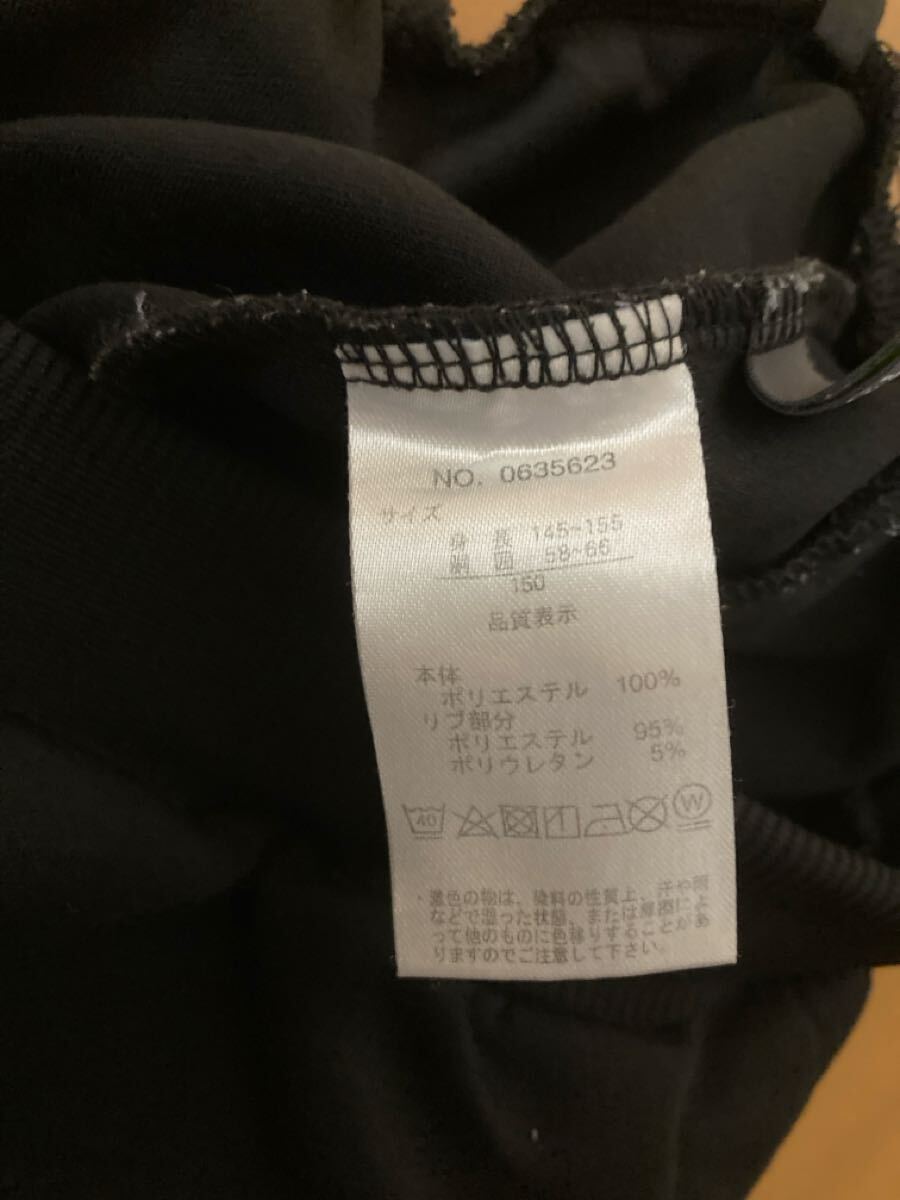 NO. 0635623
サイズ
身 長 145~155
胴 囲 58~66
150
品質表示
本体
ポリエステル 100%
リブ部分
ポリエステル 95%
ポリウレタン 5%
40 W
・濃色の物は、染料の性質上、汗や雨
などで湿った状態、または摩擦によ
って他のものに色移りすることがあ
りますのでご注意して下さい。